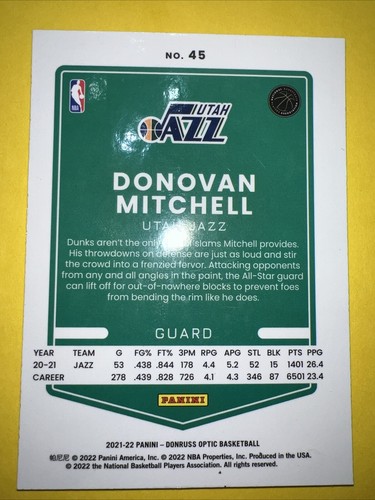 NO. 45
NBA
UTAH
JAZZ
DONOVAN
MITCHELL
UTAH JAZZ
Dunks aren't the only slams Mitchell provides.
His throwdowns on defense are just as loud and stir
the crowd into a frenzied fervor. Attacking opponents
from any and all angles in the paint, the All-Star guard
can lift off for out-of-nowhere blocks to prevent foes
from bending the rim like he does.
GUARD
YEAR TEAM G FG% FT% 3PM RPG APG STL BLK PTS PPG
20-21 JAZZ 53 .438 .844 178 4.4 5.2 52 15 1401 26.4
CAREER 278 .439 .828 726 4.1 4.3 346 87 6501 23.4
PANINI
2021-22 PANINI – DONRUSS OPTIC BASKETBALL
帕尼尼 © 2022 Panini America, Inc. © 2022 NBA Properties, Inc. Produced in the USA.
© 2022 the National Basketball Players Association. All rights reserved.